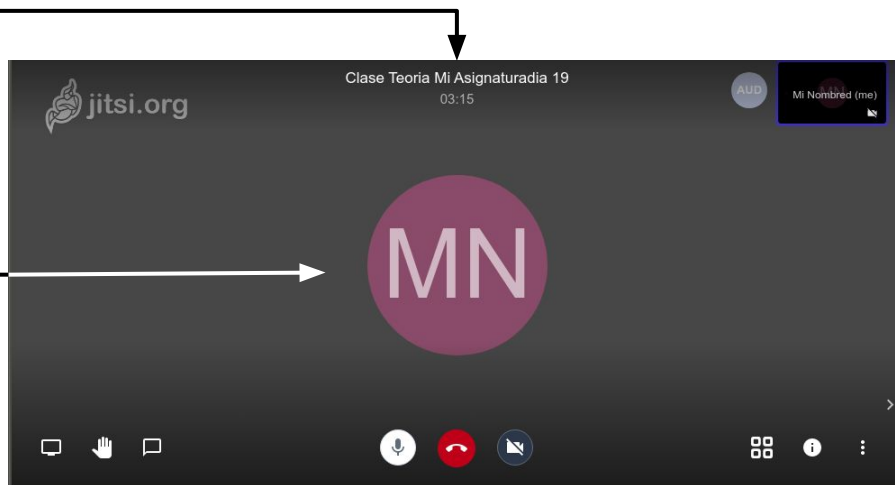 jitsi.org
Clase Teoria Mi Asignaturadia 19
03:15
AUD
Mi Nombred (me)
MN